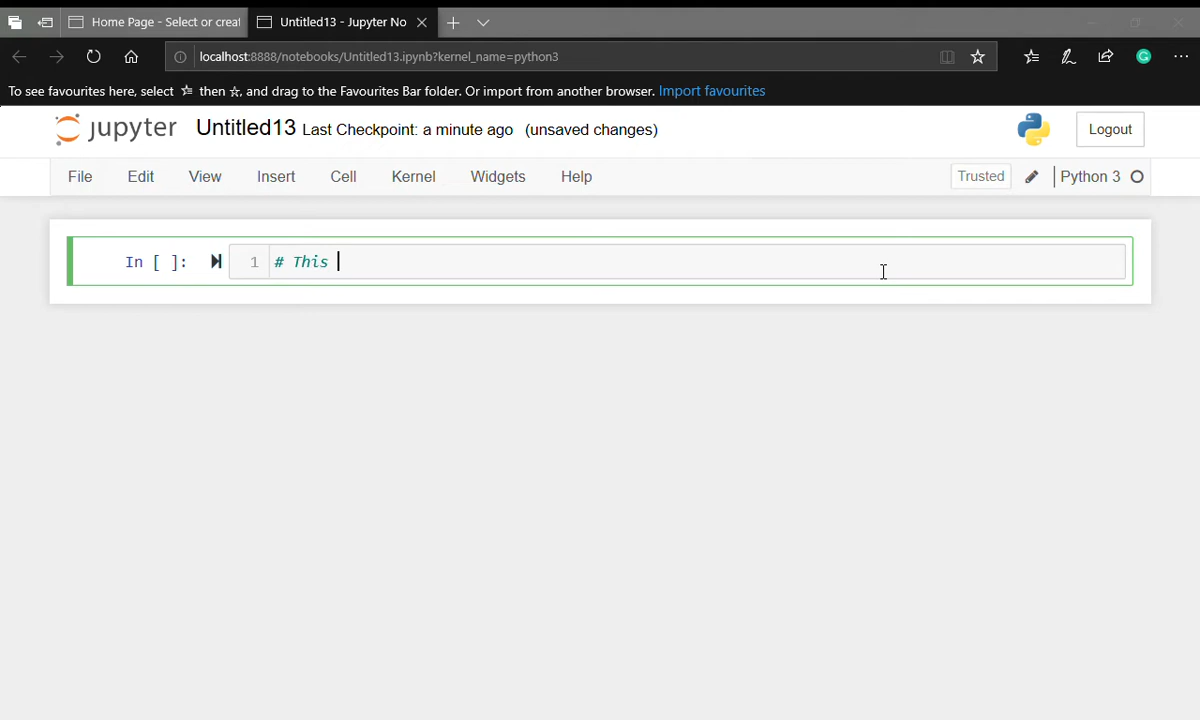 Home Page - Select or creat
Untitled13 - Jupyter No
localhost:8888/notebooks/Untitled13.ipynb?kernel_name=python3
To see favourites here, select then , and drag to the Favourites Bar folder. Or import from another browser. Import favourites
jupyter Untitled13 Last Checkpoint: a minute ago (unsaved changes)
Logout
File Edit View Insert Cell Kernel Widgets Help
Trusted Python 3
In [ ]: 1 # This